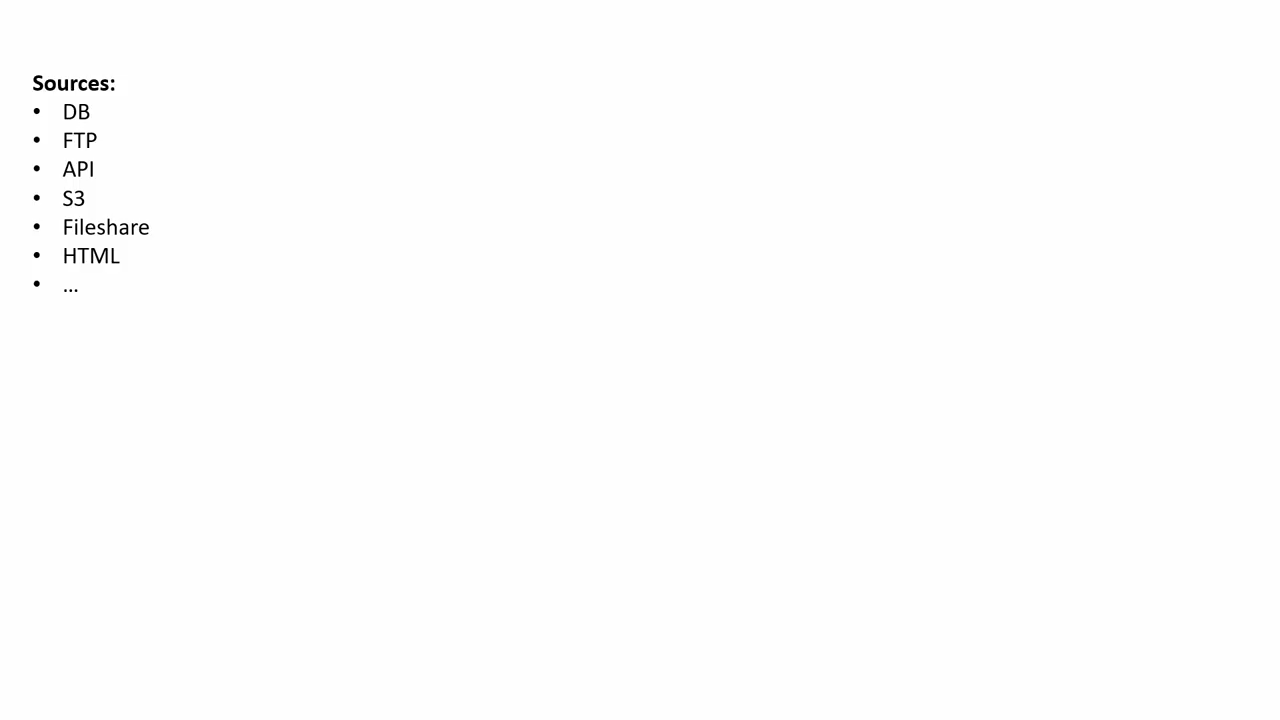 Sources:
• DB
• FTP
• API
• S3
• Fileshare
• HTML
• ...